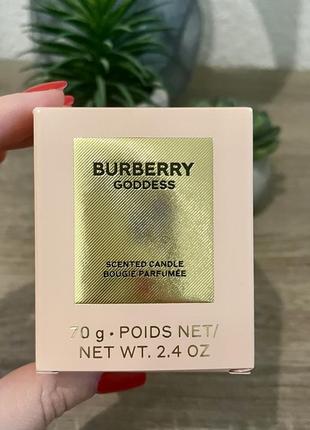 BURBERRY
GODDESS
SCENTED CANDLE
BOUGIE PARFUMÉE
70 g • POIDS NET/
NET WT. 2.4 OZ